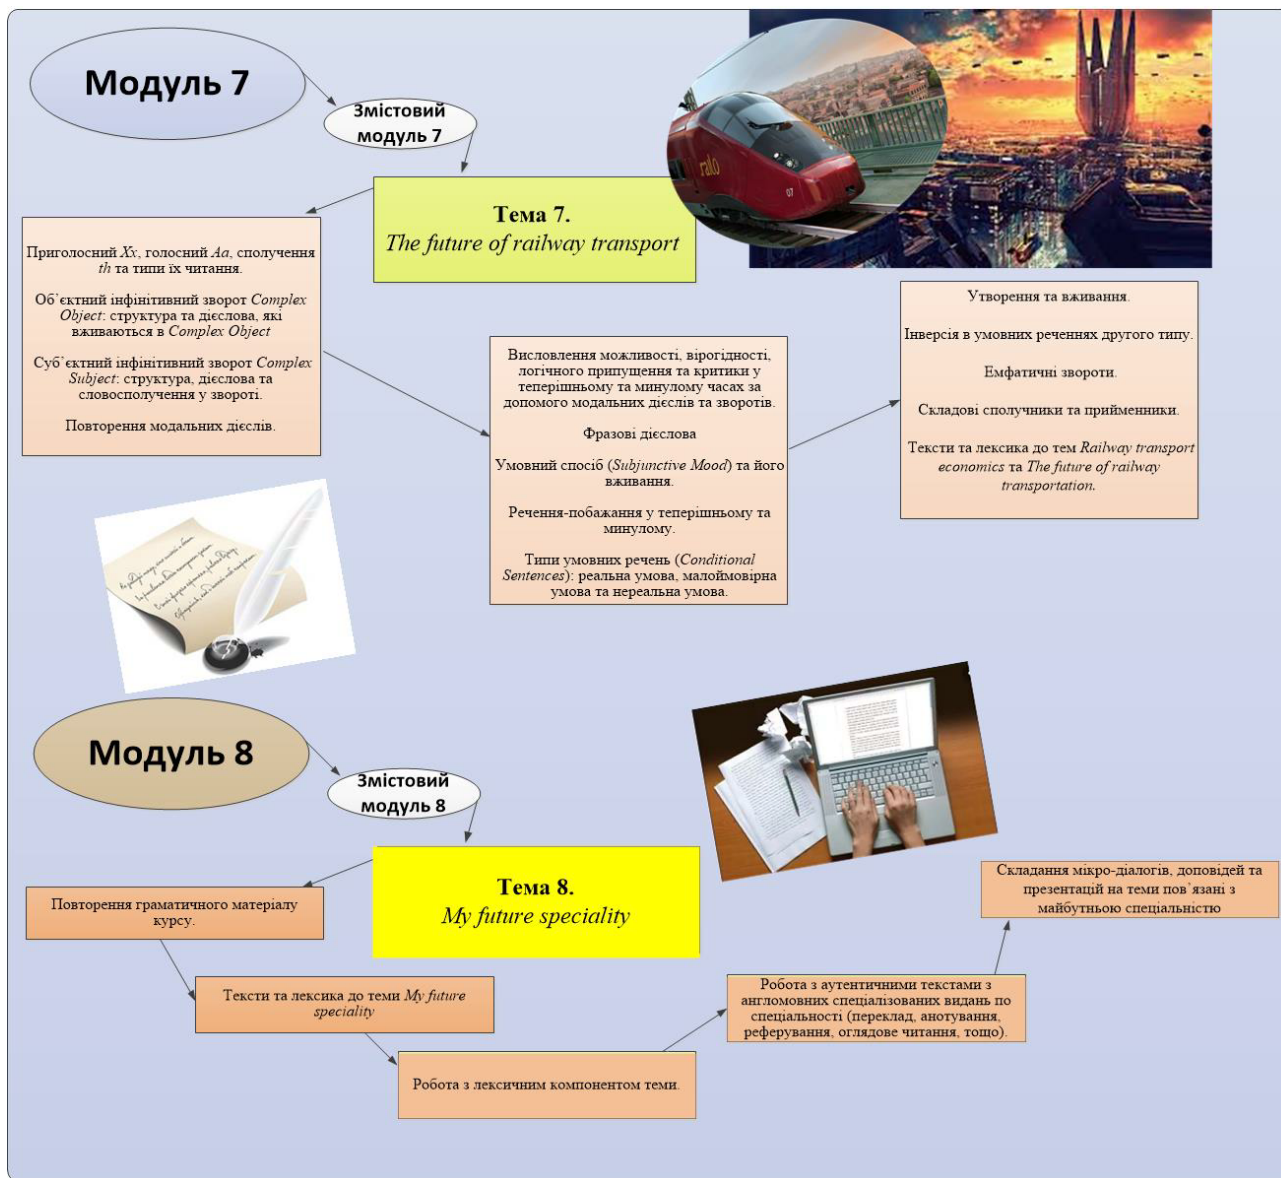 Модуль 7
Змістовий
модуль 7
Тема 7.
The future of railway transport
italo
07
Приголосний Xx, голосний Aa, сполучення
th та типи їх читання.
Об’єктний інфінітивний зворот Complex
Object: структура та дієслова, які
вживаються в Complex Object
Суб’єктний інфінітивний зворот Complex
Subject: структура, дієслова та
словосполучення у звороті.
Повторення модальних дієслів.
Висловлення можливості, вірогідності,
логічного припущення та критики у
теперішньому та минулому часах за
допомого модальних дієслів та зворотів.
Фразові дієслова
Умовний спосіб (Subjunctive Mood) та його
вживання.
Речення-побажання у теперішньому та
минулому.
Типи умовних речень (Conditional
Sentences): реальна умова, малоймовірна
умова та нереальна умова.
Утворення та вживання.
Інверсія в умовних реченнях другого типу.
Емфатичні звороти.
Складові сполучники та прийменники.
Тексти та лексика до тем Railway transport
economics та The future of railway
transportation.
Модуль 8
Змістовий
модуль 8
Тема 8.
My future speciality
Повторення граматичного матеріалу
курсу.
Тексти та лексика до теми My future
speciality
Робота з лексичним компонентом теми.
Робота з аутентичними текстами з
англомовних спеціалізованих видань по
спеціальності (переклад, анотування,
реферування, оглядове читання, тощо).
Складання мікро-діалогів, доповідей та
презентацій на теми пов’язані з
майбутньою спеціальністю